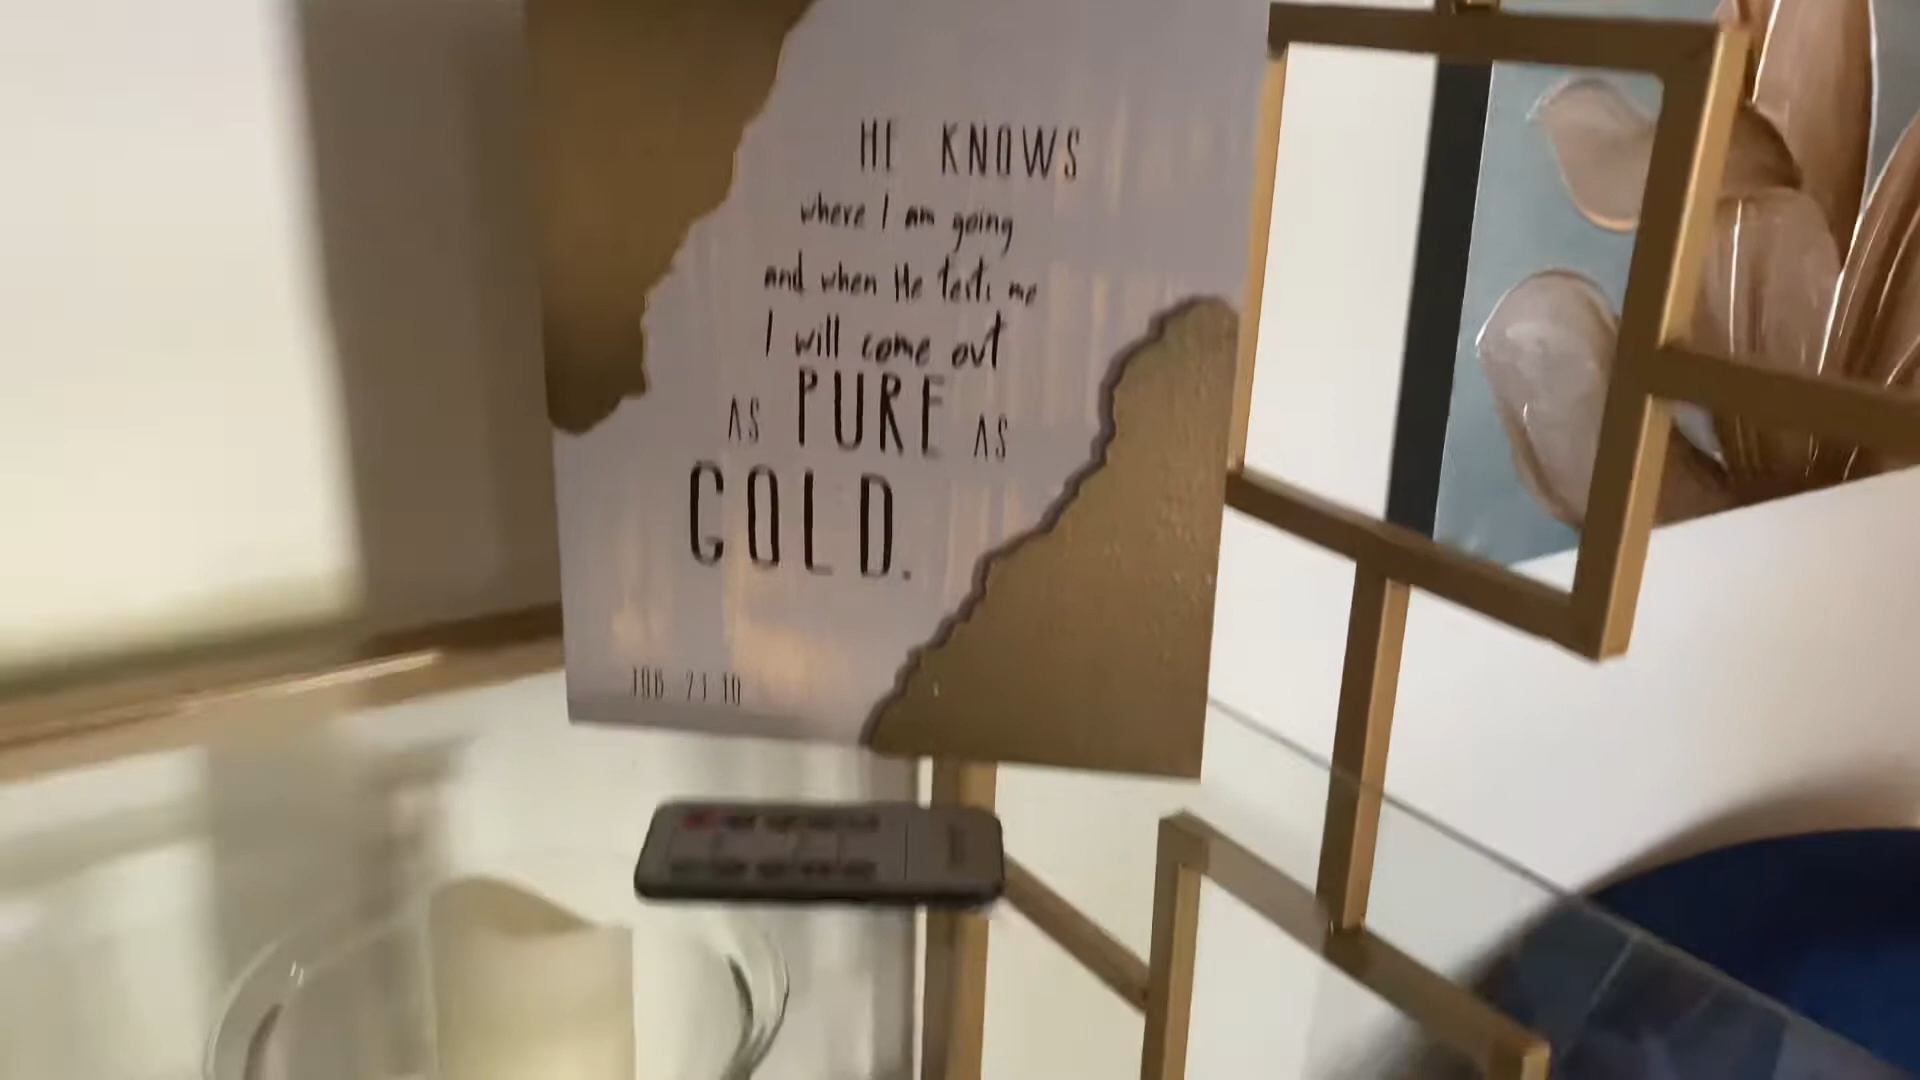 HE KNOWS
where I am going
and when He tests me
I will come out
AS PURE AS
GOLD.
JOB 23:10